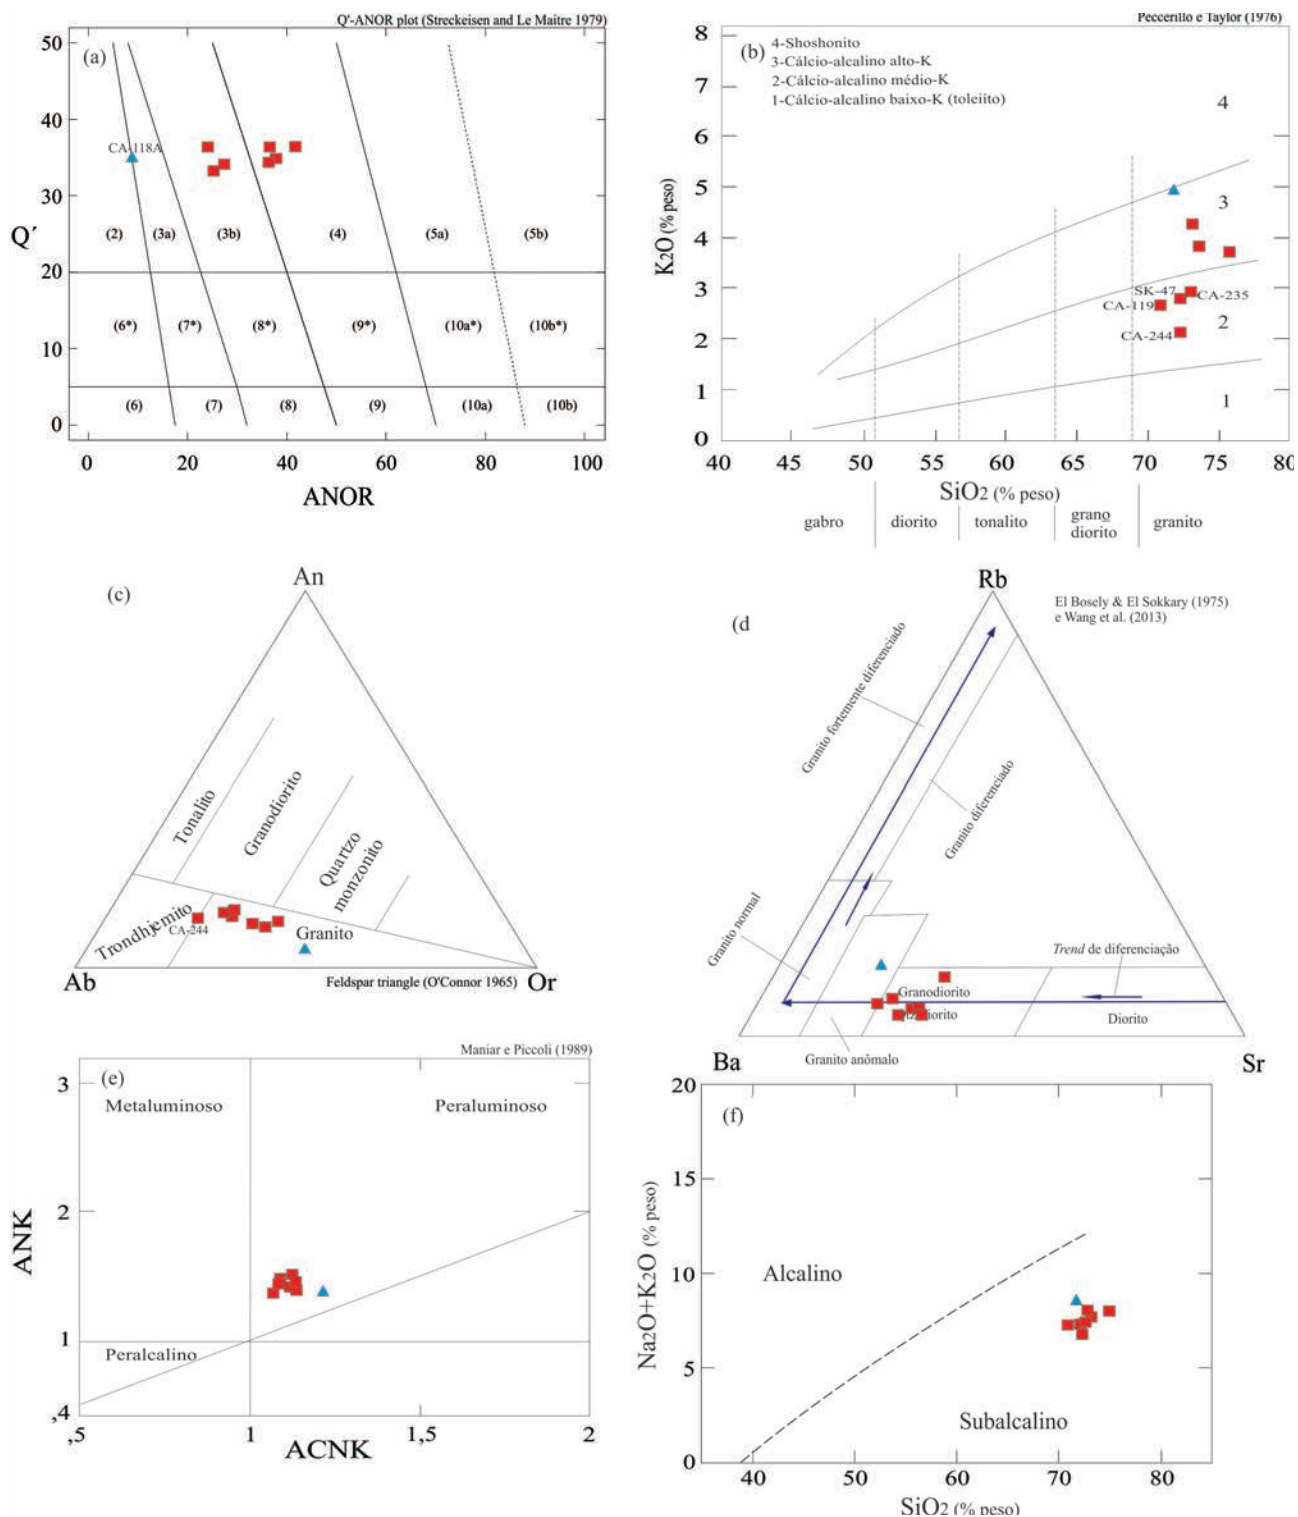 Q'-ANOR plot (Streckeisen and Le Maitre 1979)
(a)
50
40
30
20
10
0
Q´
CA-118A
(2)
(3a)
(3b)
(4)
(5a)
(5b)
(6*)
(7*)
(8*)
(9*)
(10a*)
(10b*)
(6)
(7)
(8)
(9)
(10a)
(10b)
0 20 40 60 80 100
ANOR
Peccerillo e Taylor (1976)
(b)
4-Shoshonito
3-Cálcio-alcalino alto-K
2-Cálcio-alcalino médio-K
1-Cálcio-alcalino baixo-K (toleiíto)
8
7
6
5
4
3
2
1
0
K2O (% peso)
4
3
2
1
SK-47
CA-235
CA-119
CA-244
40 45 50 55 60 65 70 75 80
SiO2 (% peso)
gabro
diorito
tonalito
grano
diorito
granito
(c)
An
Tonalito
Granodiorito
Quartzo
monzonito
Trondhjemito
CA-244
Granito
Ab
Or
Feldspar triangle (O'Connor 1965)
(d
Rb
El Bosely & El Sokkary (1975)
e Wang et al. (2013)
Granito fortemente diferenciado
Granito diferenciado
Granito normal
Trend de diferenciação
Granodiorito
Diorito
Granito anômalo
Ba
Sr
Maniar e Piccoli (1989)
(e)
Metaluminoso
Peraluminoso
Peralcalino
3
2
1
,4
ANK
,5 1 1,5 2
ACNK
(f)
20
15
10
5
0
Na2O+K2O (% peso)
Alcalino
Subalcalino
40 50 60 70 80
SiO2 (% peso)